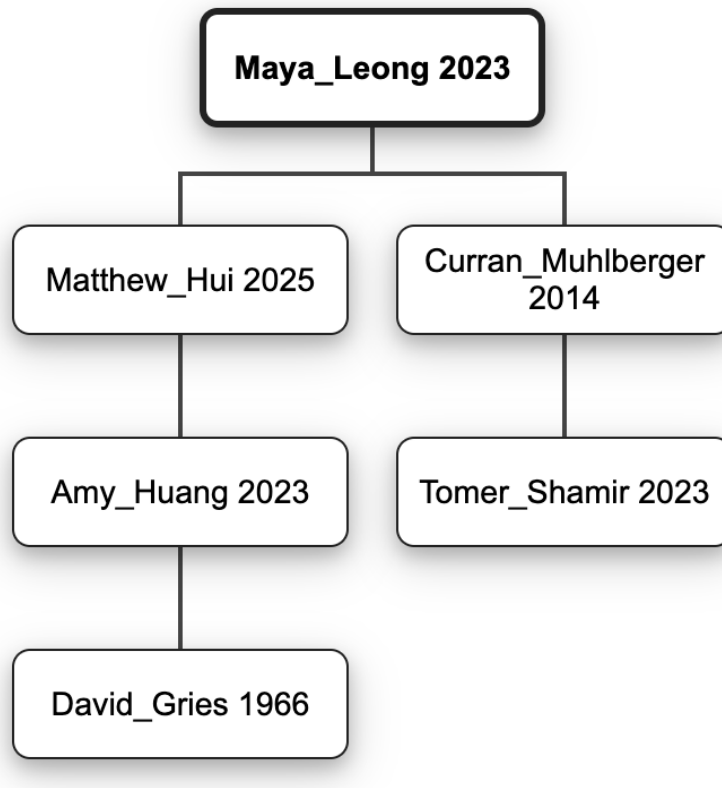 Maya_Leong 2023
Matthew_Hui 2025
Curran_Muhlberger
2014
Amy_Huang 2023
Tomer_Shamir 2023
David_Gries 1966